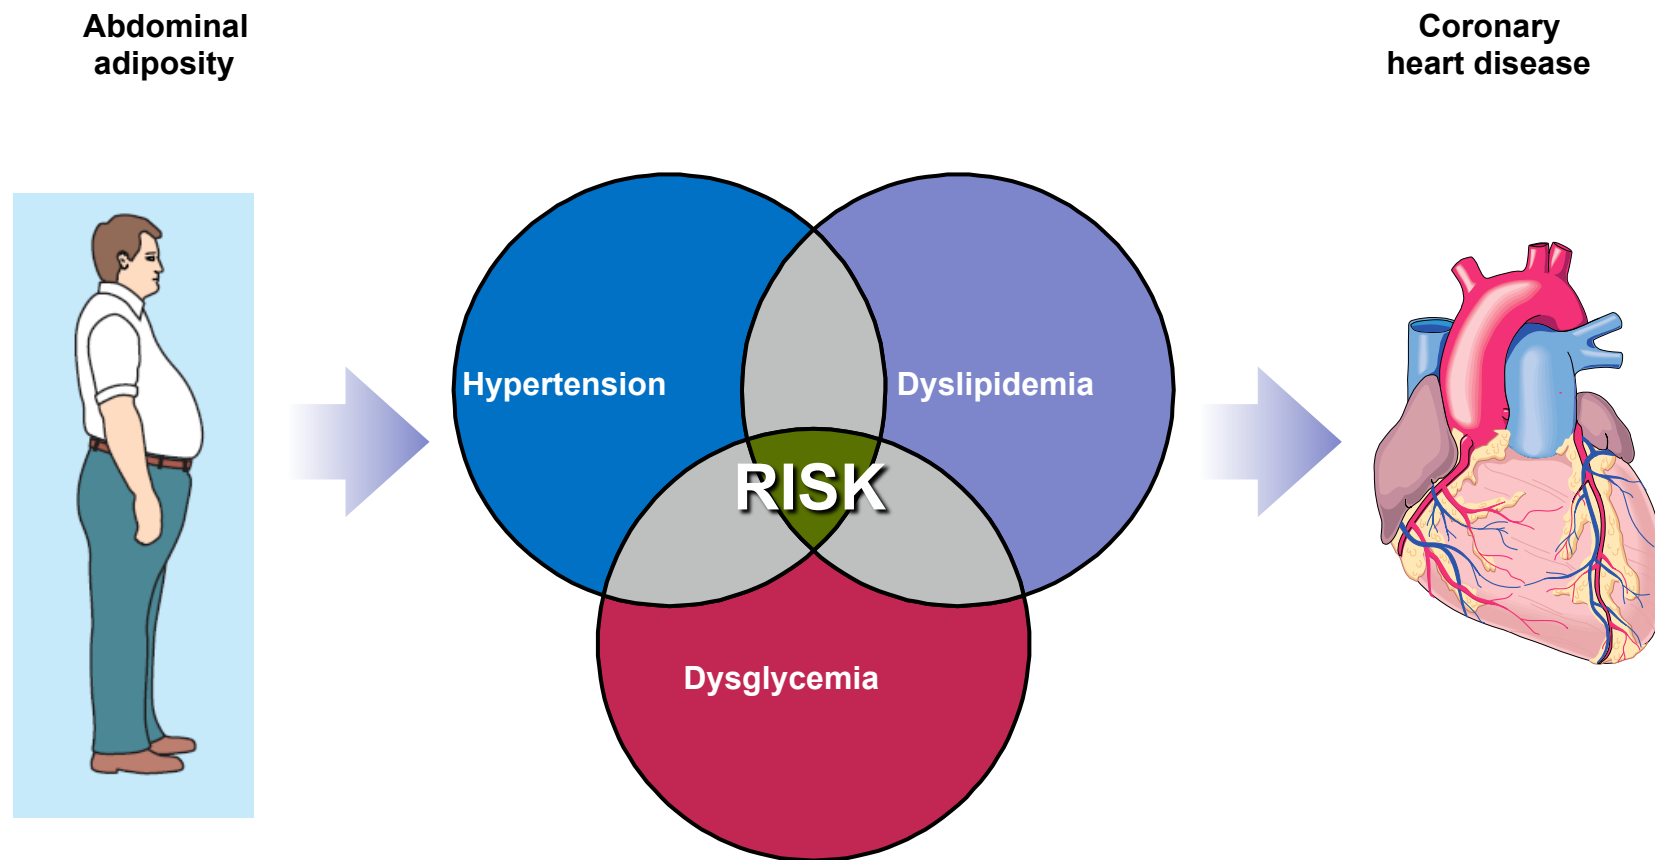 Abdominal
adiposity
Coronary
heart disease
Hypertension
Dyslipidemia
RISK
Dysglycemia